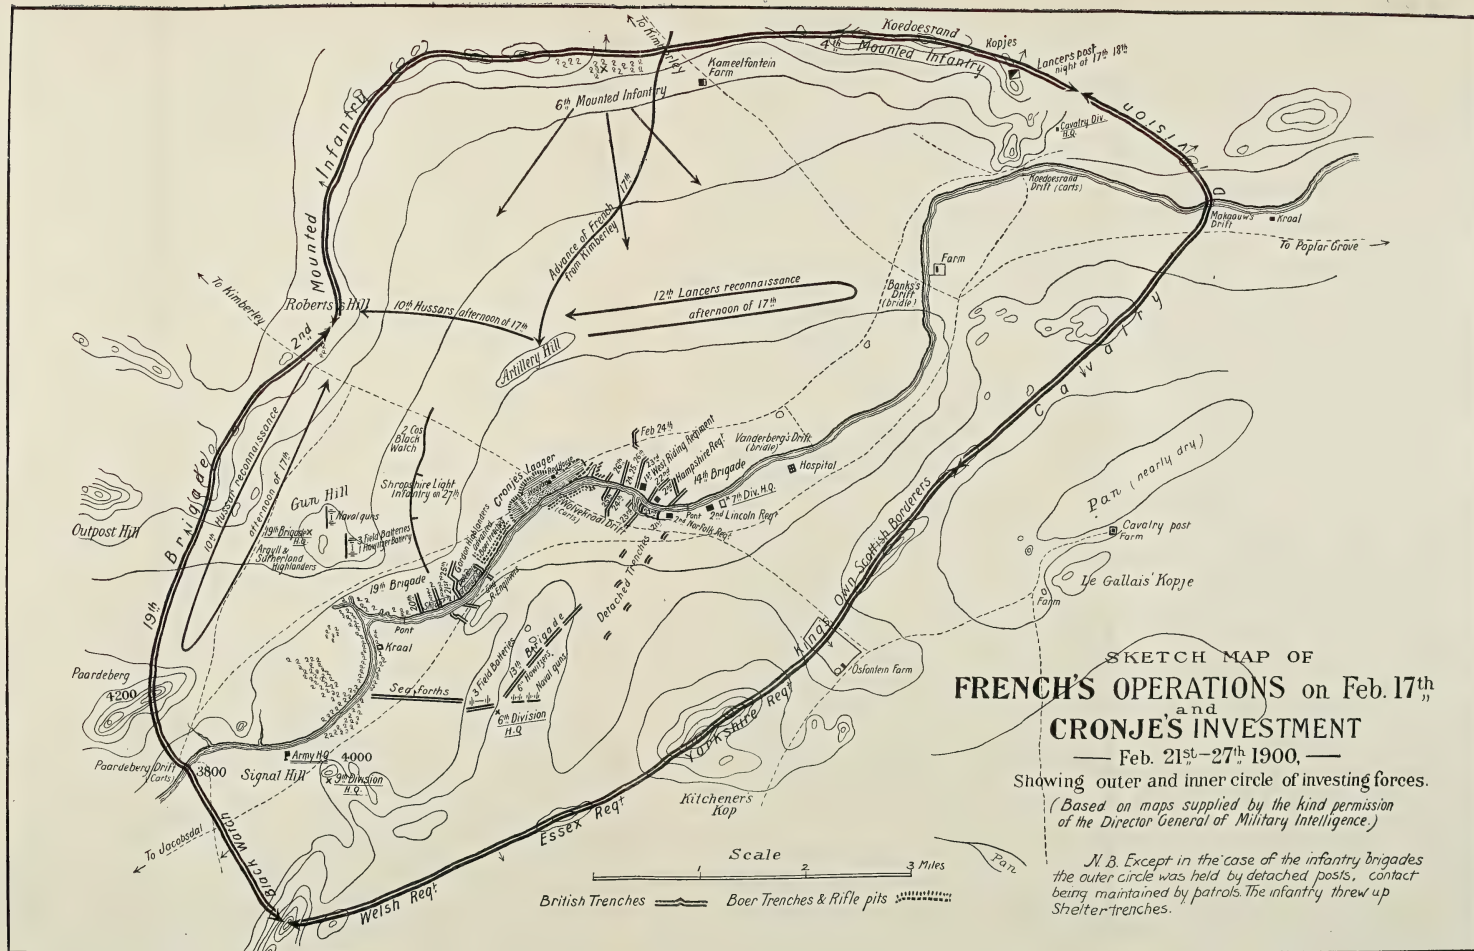 To Kimberley
Koedoesrand
4th Mounted Infantry
Kopjes
Lancers post
night of 17th 18th
Kameelfontein
Farm
6th Mounted Infantry
Cavalry Div.
H.Q.
Division
Koedoesrand
Drift (carts)
Makaauw's
Drift
Kraal
To Poplar Grove
Mounted Infantry
2nd
Advance of French 17th
from Kimberley
Farm
Banks's
Drift
(bridle)
To Kimberley
Roberts's Hill
10th Hussars afternoon of 17th
12th Lancers reconnaissance
afternoon of 17th
Artillery Hill
Cavalry
10th Hussar reconnaissance
afternoon of 17th
2 Cos
Black
Watch
Feb 24th
West Riding Regiment
2nd Hampshire Regt
14th Brigade
Vanderberg's Drift
(bridle)
Hospital
Cronje's Laager
Shropshire Light
Infantry on 27th
Wolvekraal Drift
(carts)
7th Div. H.Q.
Pont
2nd Lincoln Regt
2nd Norfolk Regt
Pan (nearly dry)
Cavalry post
Farm
Outpost Hill
Gun Hill
Naval guns
19th Brigade
H.Q.
3 Field Batteries
1 Howitzer Battery
Argyll &
Sutherland
Highlanders
Gordon Highlanders
19th Brigade
R. Engineers
Detached Trenches
Own Scottish Borderers
Kings
Le Gallais' Kopje
Farm
19th Brigade
Pont
Kraal
Seaforths
3 Field Batteries
13th Brigade
6th Howitzers
Naval guns
6th Division
H.Q.
Osfontein Farm
Paardeberg
4200
Paardeberg Drift
(Carts)
3800
Army H.Q.
4000
Signal Hill
9th Division
H.Q.
Yorkshire Regt
Kitcheners
Kop
Essex Regt
Welsh Regt
Black Watch
To Jacobsdal
Pan
SKETCH MAP OF
FRENCH'S OPERATIONS on Feb. 17th
and
CRONJE'S INVESTMENT
— Feb. 21st–27th 1900, —
Showing outer and inner circle of investing forces.
(Based on maps supplied by the kind permission
of the Director General of Military Intelligence.)
N.B. Except in the case of the infantry brigades
the outer circle was held by detached posts, contact
being maintained by patrols. The infantry threw up
Shelter-trenches.
Scale
1 2 3 Miles
British Trenches
Boer Trenches & Rifle pits